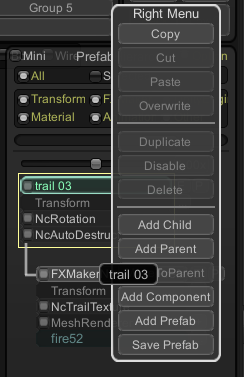 Group 5
Right Menu
Copy
Cut
Paste
Overwrite
Duplicate
Disable
Delete
Add Child
Add Parent
ToParent
Add Component
Add Prefab
Save Prefab
Mini
Prefab
All
Transform
Material
trail 03
Transform
NcRotation
NcAutoDestru
FXMaker
trail 03
Transform
NcTrailText
MeshRend
fire52